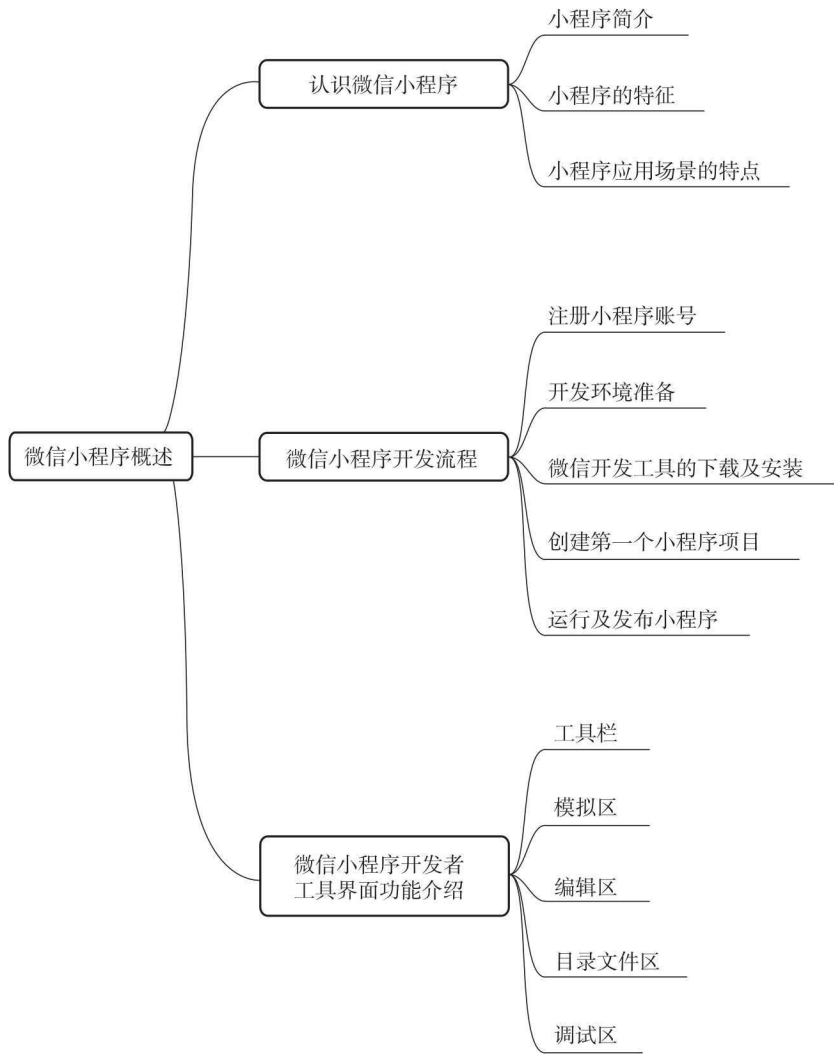 微信小程序概述
认识微信小程序
小程序简介
小程序的特征
小程序应用场景的特点
微信小程序开发流程
注册小程序账号
开发环境准备
微信开发工具的下载及安装
创建第一个小程序项目
运行及发布小程序
微信小程序开发者
工具界面功能介绍
工具栏
模拟区
编辑区
目录文件区
调试区